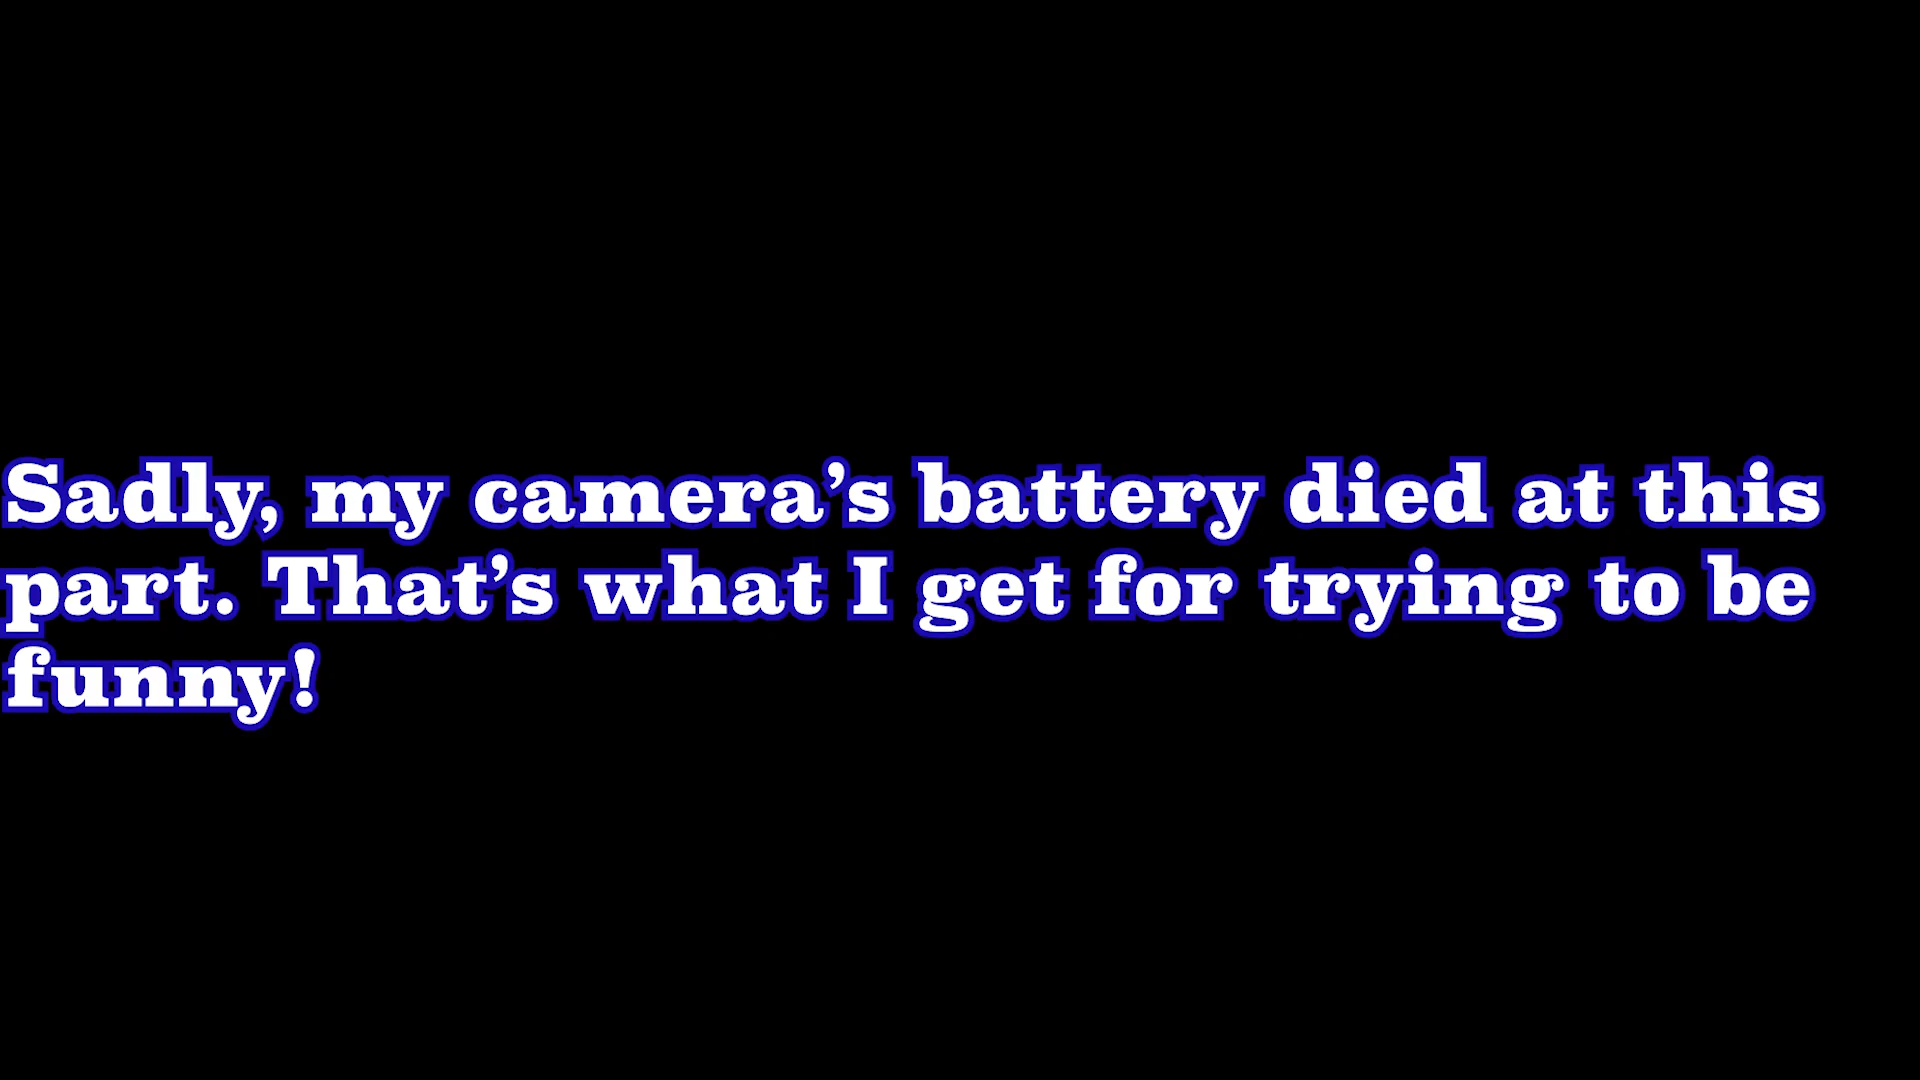 Sadly, my camera’s battery died at this
part. That’s what I get for trying to be
funny!